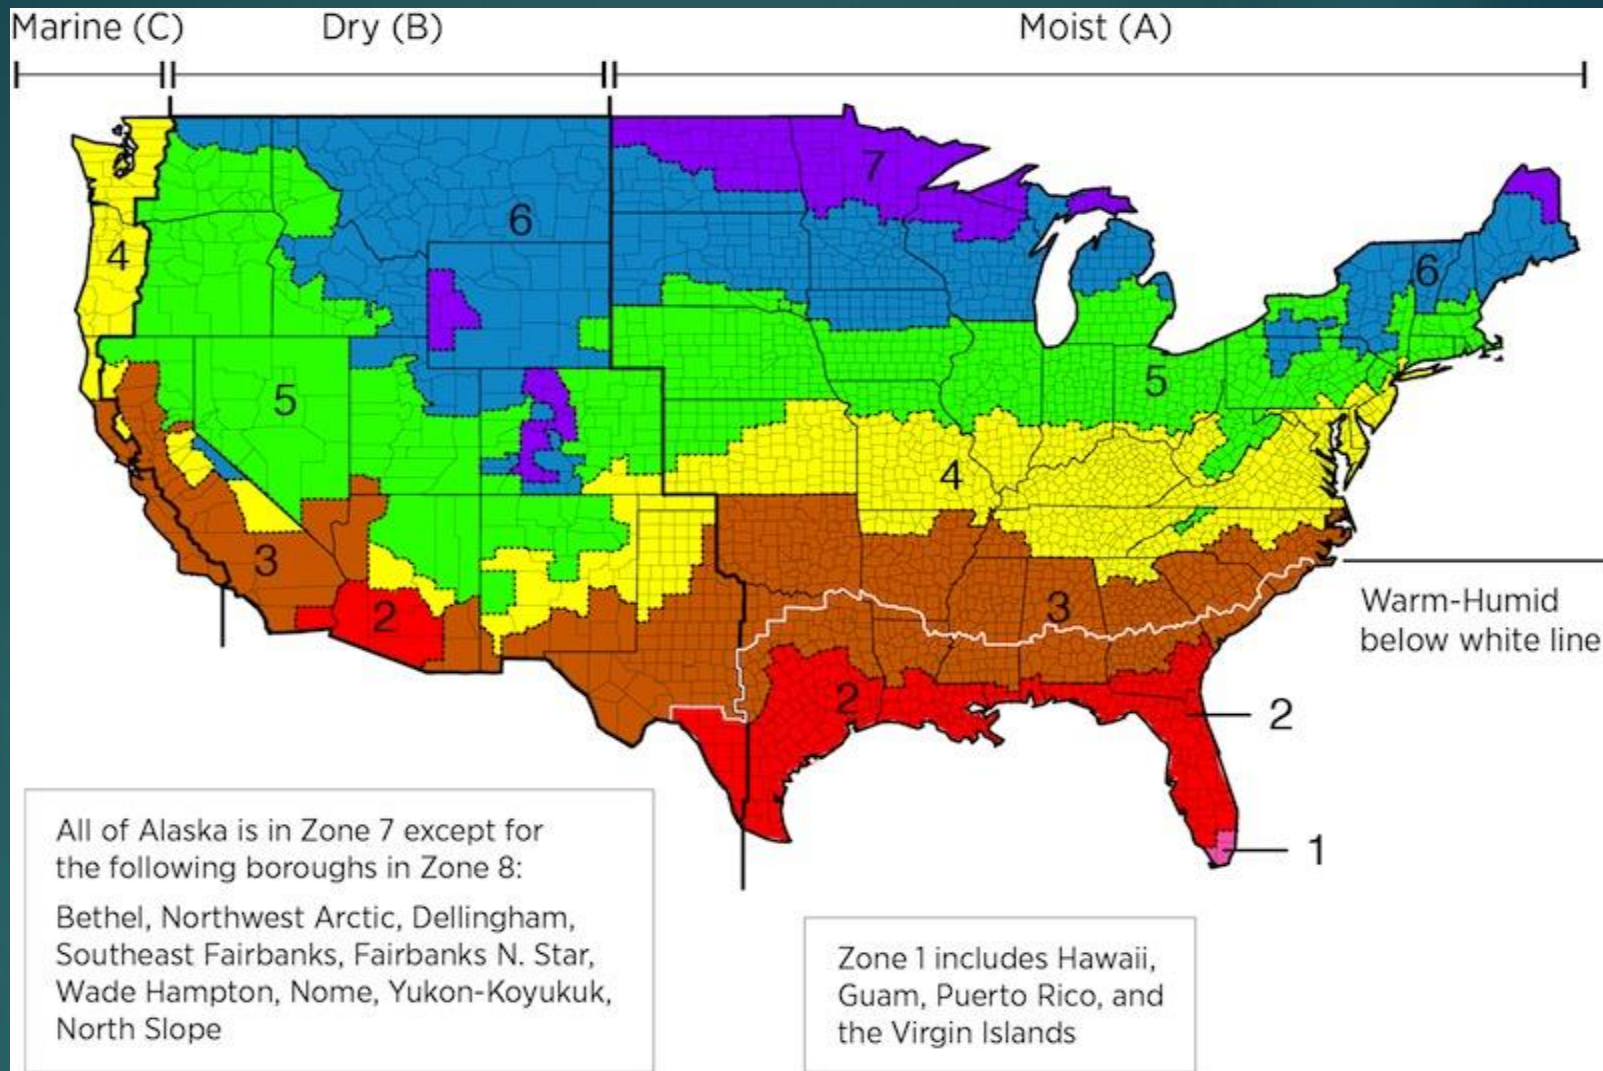 Marine (C)
Dry (B)
Moist (A)
7
6
4
6
5
5
4
3
2
3
2
Warm-Humid
below white line
2
1
All of Alaska is in Zone 7 except for
the following boroughs in Zone 8:
Bethel, Northwest Arctic, Dellingham,
Southeast Fairbanks, Fairbanks N. Star,
Wade Hampton, Nome, Yukon-Koyukuk,
North Slope
Zone 1 includes Hawaii,
Guam, Puerto Rico, and
the Virgin Islands